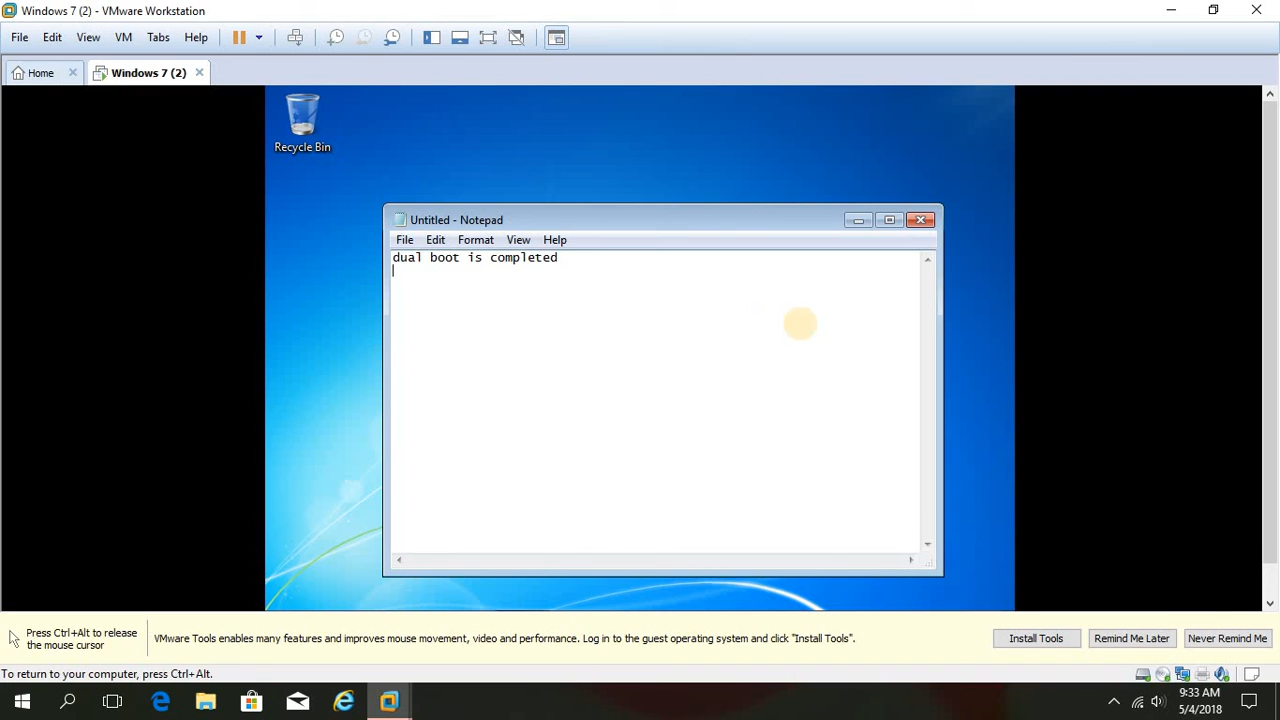 Windows 7 (2) - VMware Workstation
File Edit View VM Tabs Help
Home Windows 7 (2)
Recycle Bin
Untitled - Notepad
File Edit Format View Help
dual boot is completed
Press Ctrl+Alt to release
the mouse cursor
VMware Tools enables many features and improves mouse movement, video and performance. Log in to the guest operating system and click "Install Tools".
Install Tools Remind Me Later Never Remind Me
To return to your computer, press Ctrl+Alt.
9:33 AM
5/4/2018